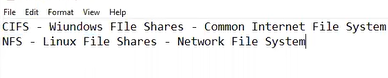 File Edit Format View Help
CIFS - Wiundows FIle Shares - Common Internet File System
NFS - Linux File Shares - Network File System